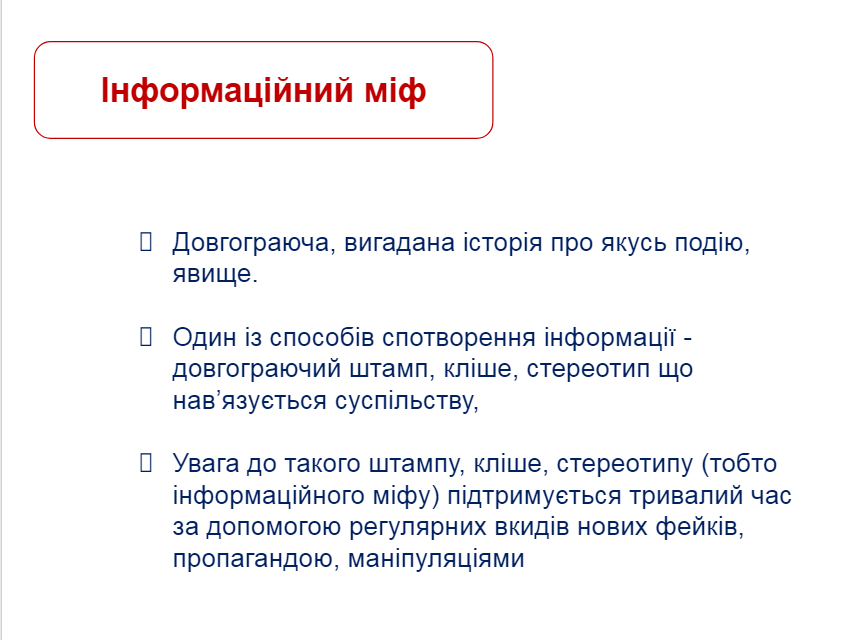 Інформаційний міф
Довгограюча, вигадана історія про якусь подію,
явище.
Один із способів спотворення інформації -
довгограючий штамп, кліше, стереотип що
нав’язується суспільству,
Увага до такого штампу, кліше, стереотипу (тобто
інформаційного міфу) підтримується тривалий час
за допомогою регулярних вкидів нових фейків,
пропагандою, маніпуляціями